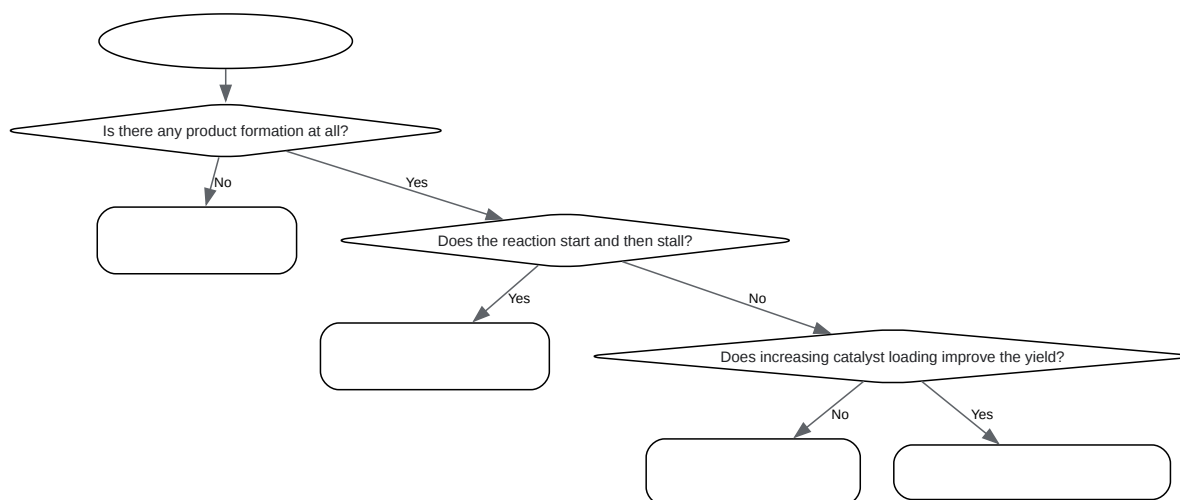 Is there any product formation at all?
No
Yes
Does the reaction start and then stall?
Yes
No
Does increasing catalyst loading improve the yield?
No
Yes